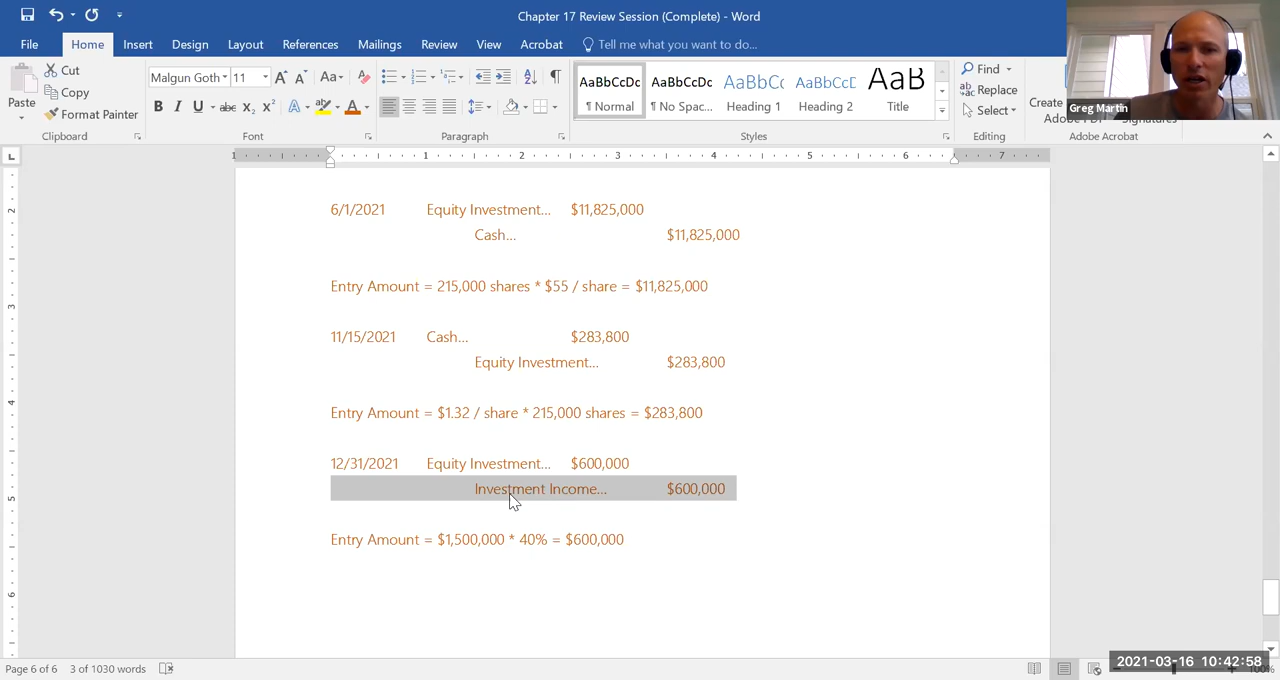 Chapter 17 Review Session (Complete) - Word
File Home Insert Design Layout References Mailings Review View Acrobat Tell me what you want to do...
Paste
Cut
Copy
Format Painter
Clipboard
Malgun Goth 11
Font
Paragraph
AaBbCcDc AaBbCcDc AaBbCc AaBbCcD AaB
¶ Normal ¶ No Spac... Heading 1 Heading 2 Title
Styles
Find
Replace
Select
Editing
Create
Adobe Acrobat
Greg Martin
6/1/2021 Equity Investment… $11,825,000
Cash… $11,825,000
Entry Amount = 215,000 shares * $55 / share = $11,825,000
11/15/2021 Cash… $283,800
Equity Investment… $283,800
Entry Amount = $1.32 / share * 215,000 shares = $283,800
12/31/2021 Equity Investment… $600,000
Investment Income… $600,000
Entry Amount = $1,500,000 * 40% = $600,000
Page 6 of 6 3 of 1030 words
2021-03-16 10:42:58